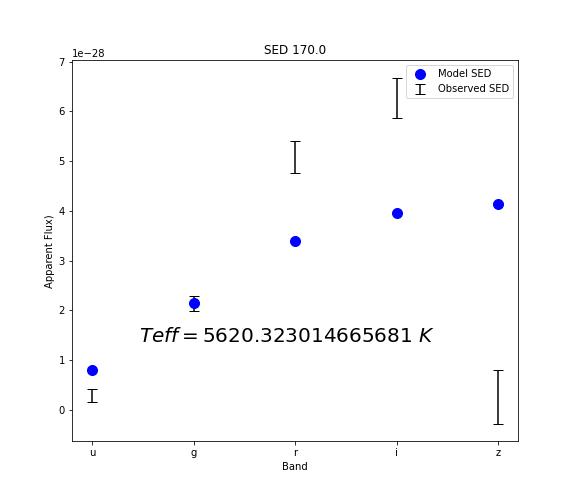 SED 170.0
1e−28
Model SED
Observed SED
7
6
5
4
3
2
1
0
Apparent Flux)
Teff = 5620.323014665681 K
u g r i z
Band